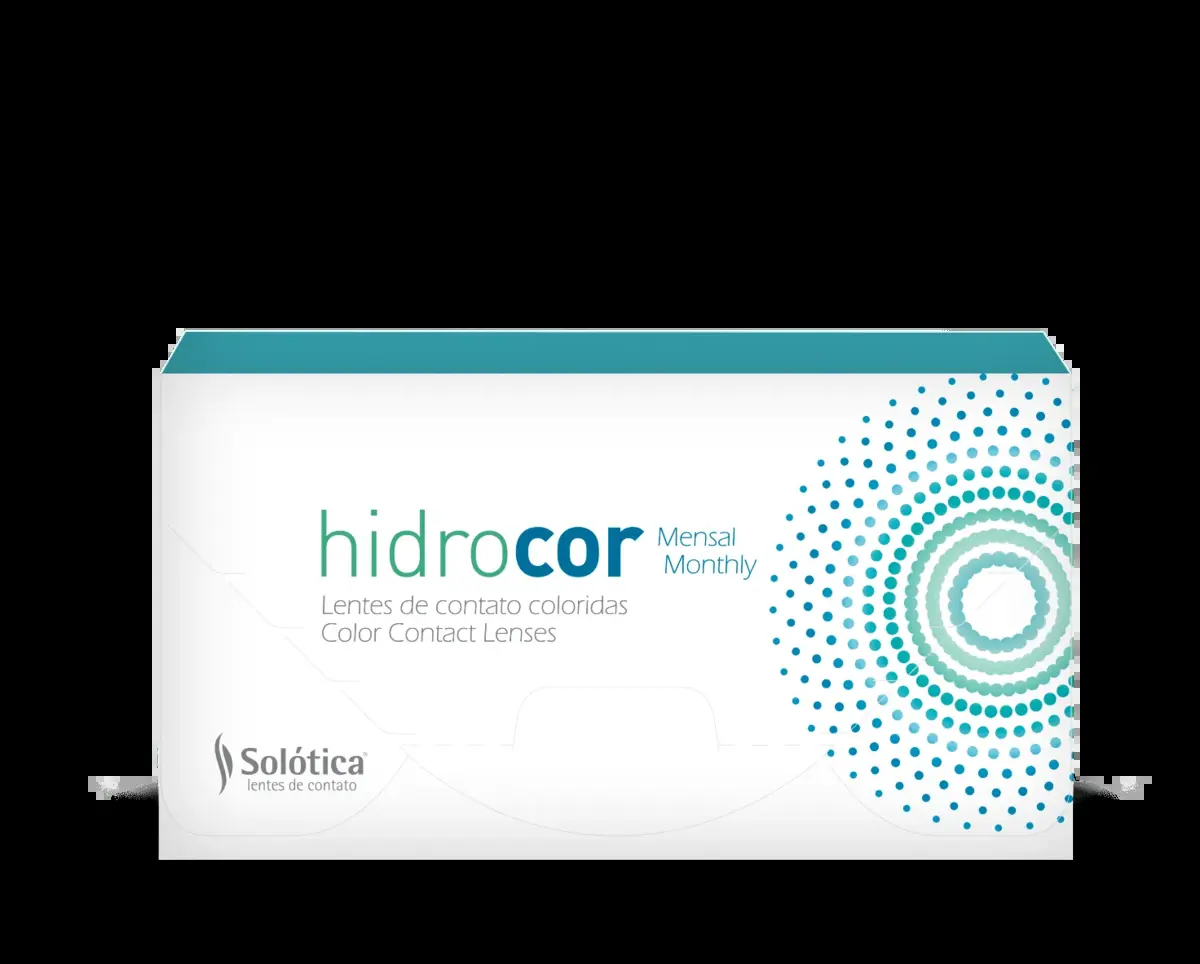 hidrocor Mensal
Monthly
Lentes de contato coloridas
Color Contact Lenses
Solótica®
lentes de contato